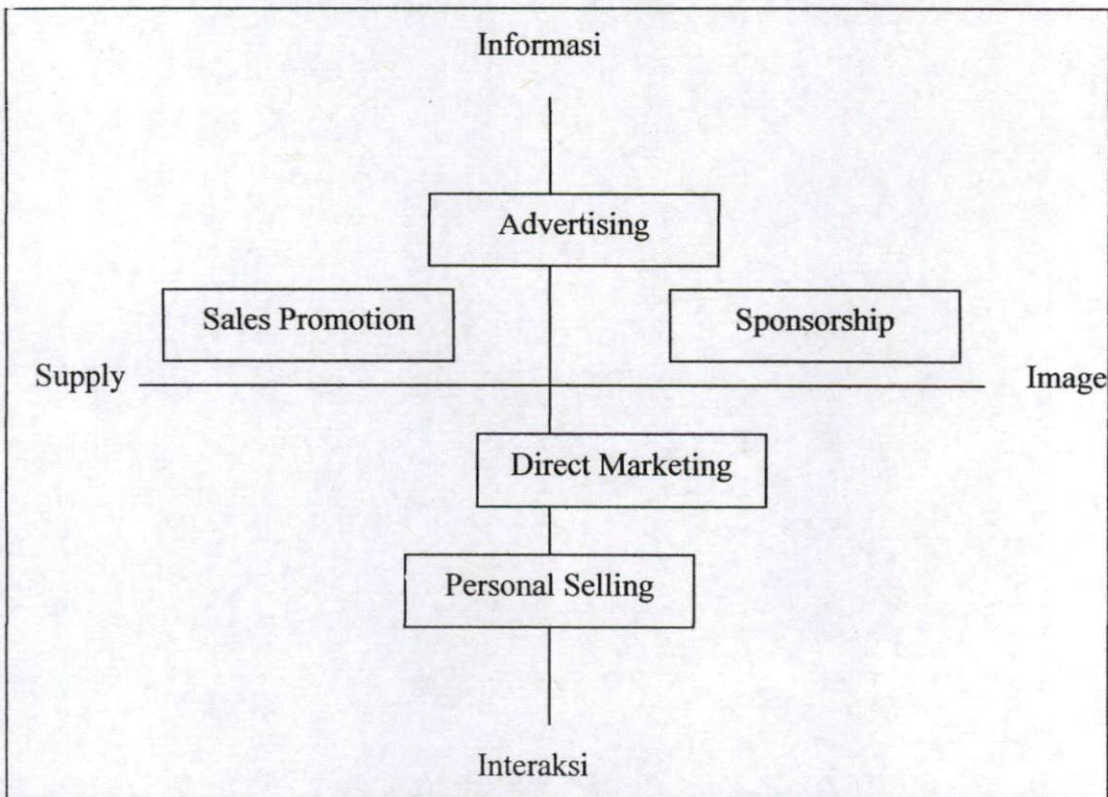 Informasi
Advertising
Sales Promotion
Sponsorship
Supply
Image
Direct Marketing
Personal Selling
Interaksi